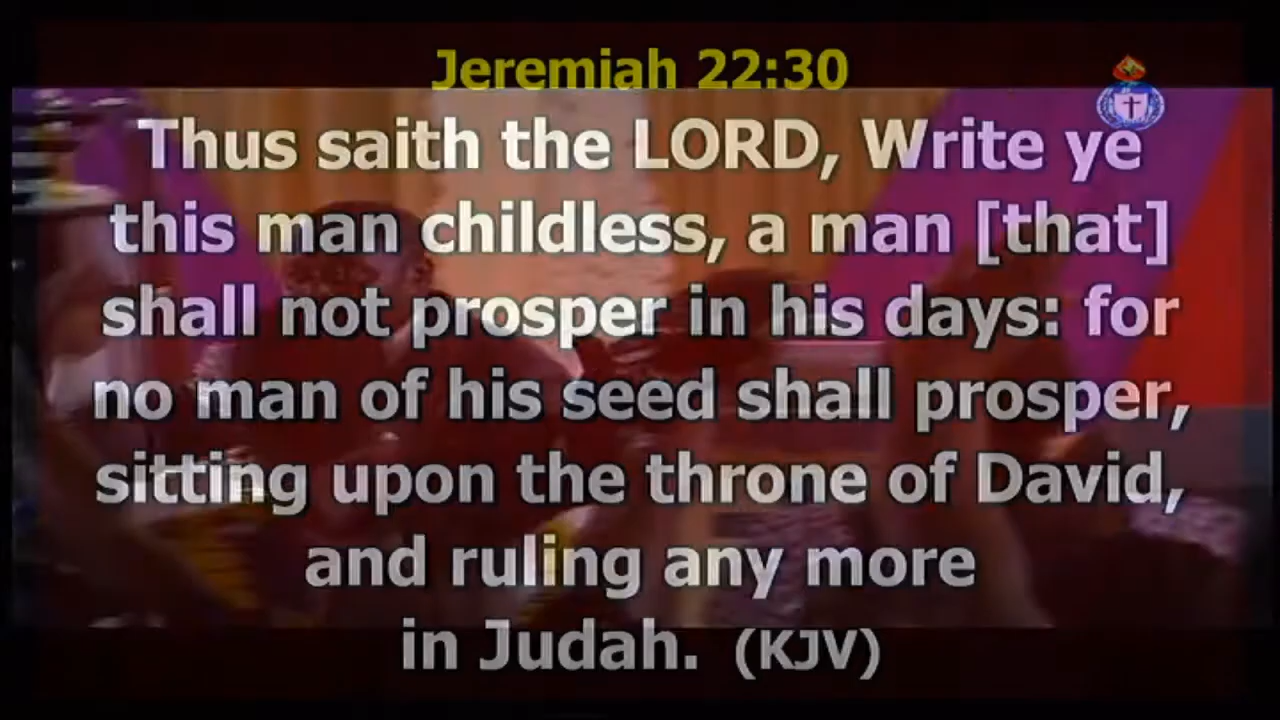 Jeremiah 22:30
Thus saith the LORD, Write ye
this man childless, a man [that]
shall not prosper in his days: for
no man of his seed shall prosper,
sitting upon the throne of David,
and ruling any more
in Judah. (KJV)